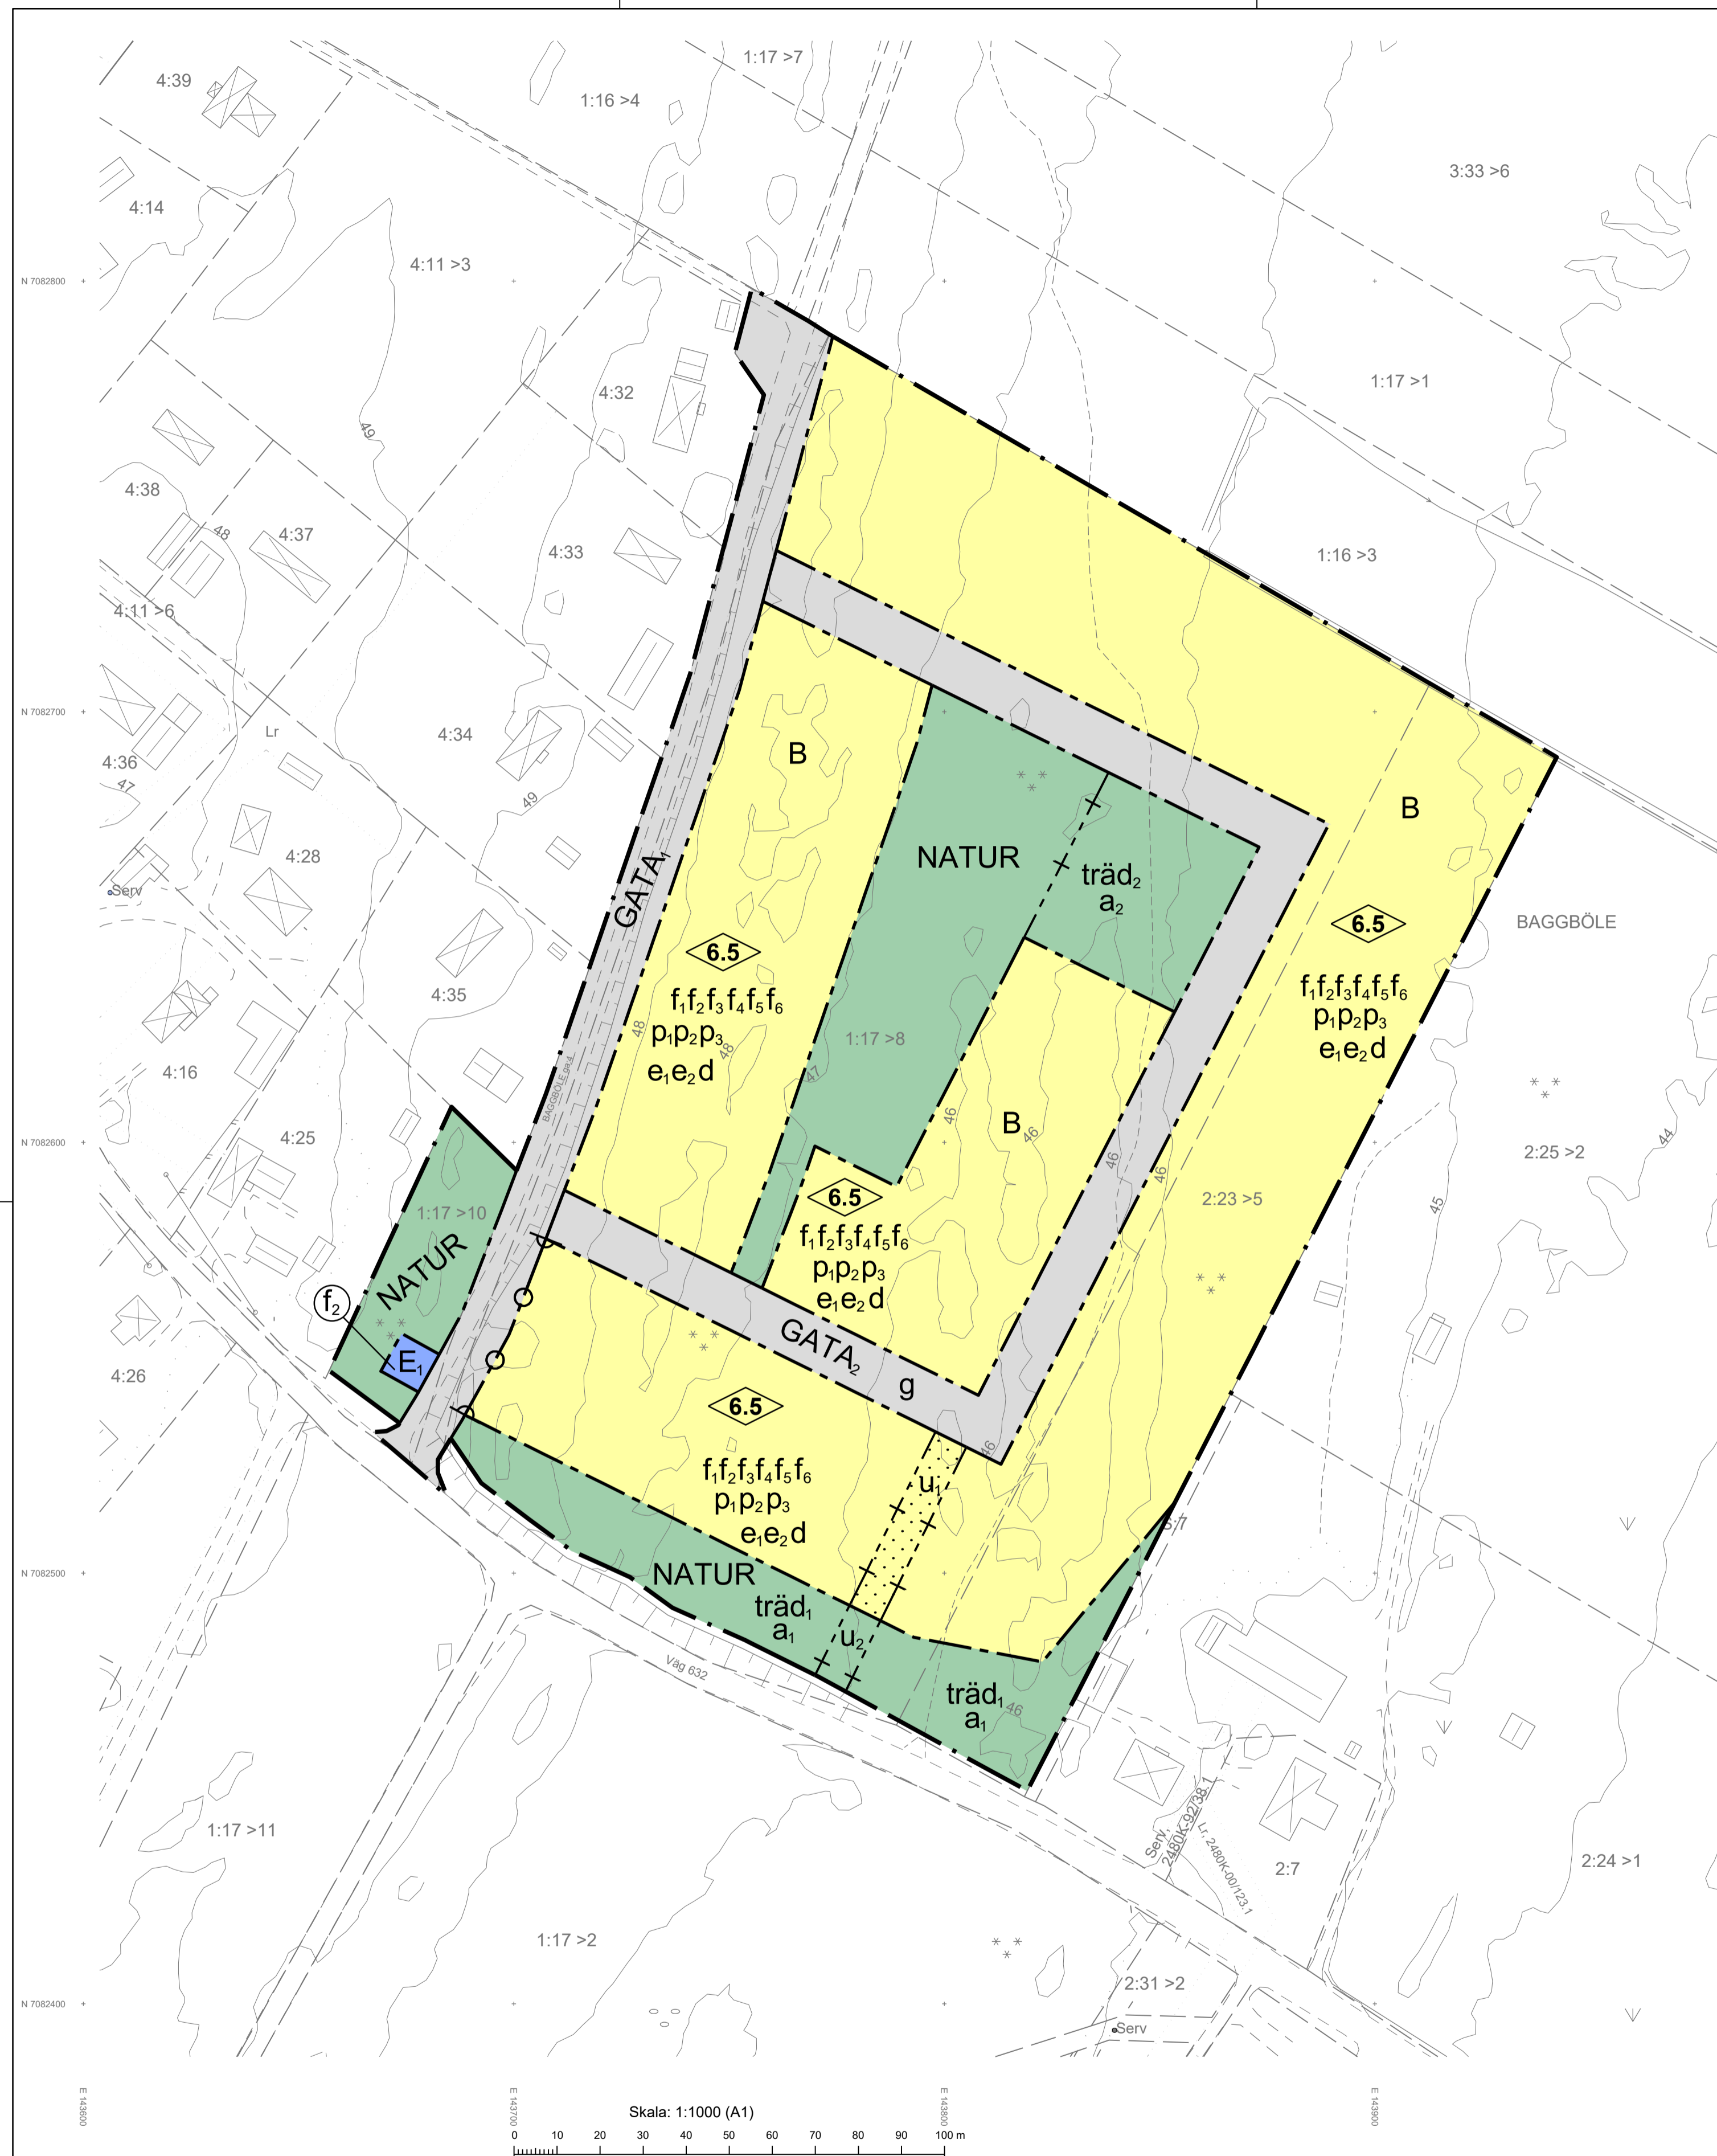 1:17 >7
4:39
1:16 >4
3:33 >6
4:14
4:11 >3
N 7082800
1:17 >1
4:32
49
4:38
48
4:37
4:33
1:16 >3
4:11 >6
N 7082700
Lr
4:34
B
4:36
47
49
B
4:28
NATUR
GATA₁
träd₂
a₂
Serv
6.5
BAGGBÖLE
6.5
4:35
f₁f₂f₃f₄f₅f₆
p₁p₂p₃
e₁e₂d
f₁f₂f₃f₄f₅f₆
p₁p₂p₃
e₁e₂d
48
48
1:17 >8
47
4:16
BAGGBÖLE ga:4
46
B
46
4:25
N 7082600
44
2:25 >2
46
46
45
6.5
2:23 >5
1:17 >10
NATUR
f₁f₂f₃f₄f₅f₆
p₁p₂p₃
e₁e₂d
f₂
E₁
4:26
GATA₂
g
6.5
46
f₁f₂f₃f₄f₅f₆
p₁p₂p₃
e₁e₂d
u₁
S:7
N 7082500
NATUR
träd₁
a₁
u₂
Väg 632
träd₁
a₁
46
1:17 >11
Serv,
2480K-92/38.1
Lr, 2480K-00/123.1
2:7
2:24 >1
1:17 >2
2:31 >2
N 7082400
Serv
E 143600
E 143700
E 143800
E 143900
Skala: 1:1000 (A1)
0 10 20 30 40 50 60 70 80 90 100 m